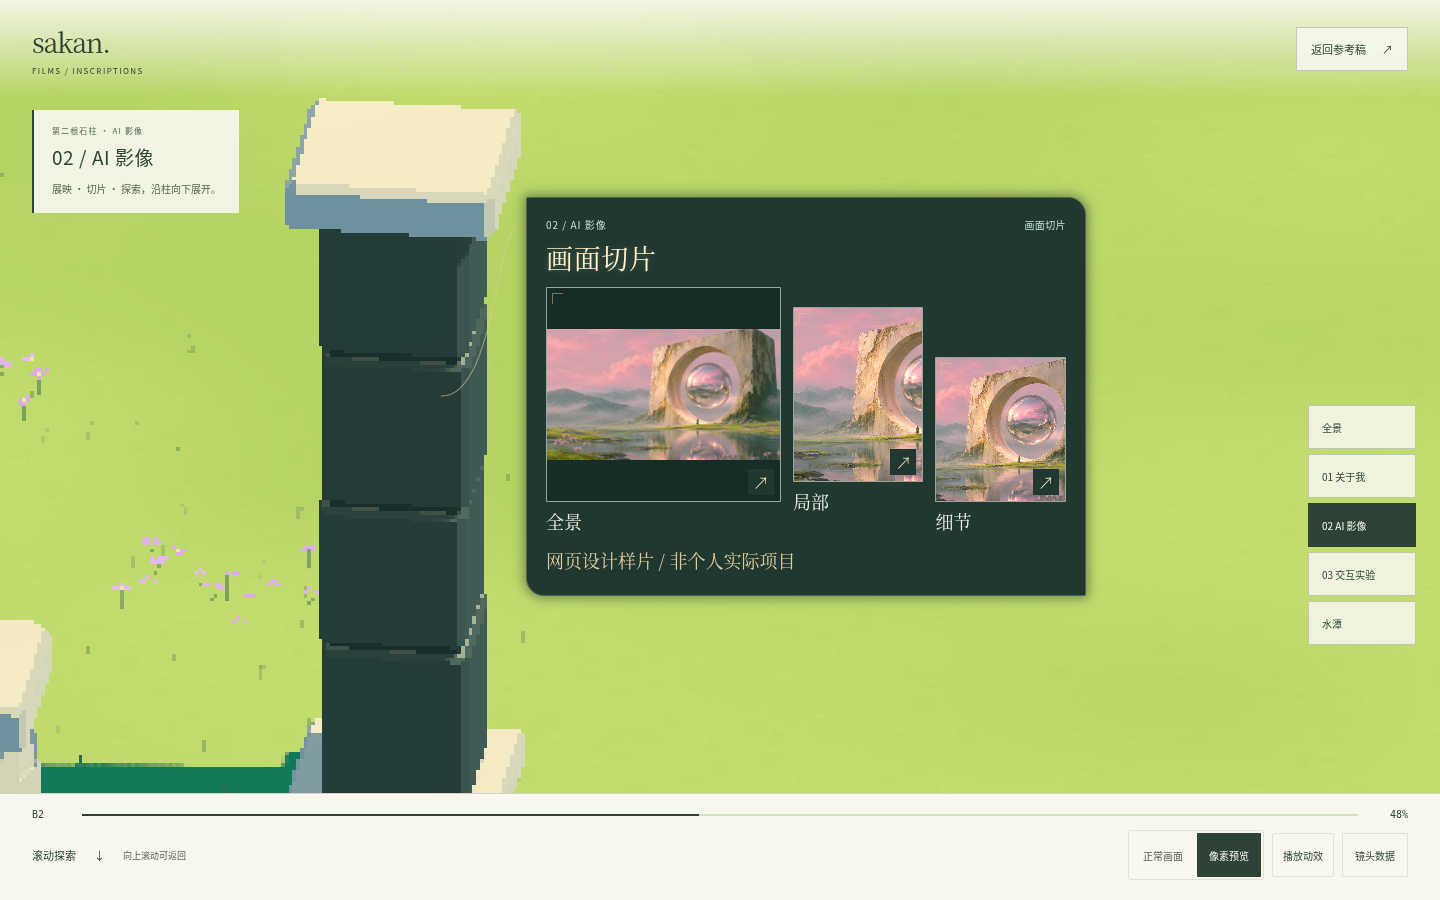 sakan.
FILMS / INSCRIPTIONS
返回参考稿 ↗
第二根石柱 · AI 影像
02 / AI 影像
展映 · 切片 · 探索，沿柱向下展开。
02 / AI 影像
画面切片
画面切片
全景
局部
细节
网页设计样片 / 非个人实际项目
全景
01 关于我
02 AI 影像
03 交互实验
水潭
B2
48%
滚动探索 ↓ 向上滚动可返回
正常画面
像素预览
播放动效
镜头数据